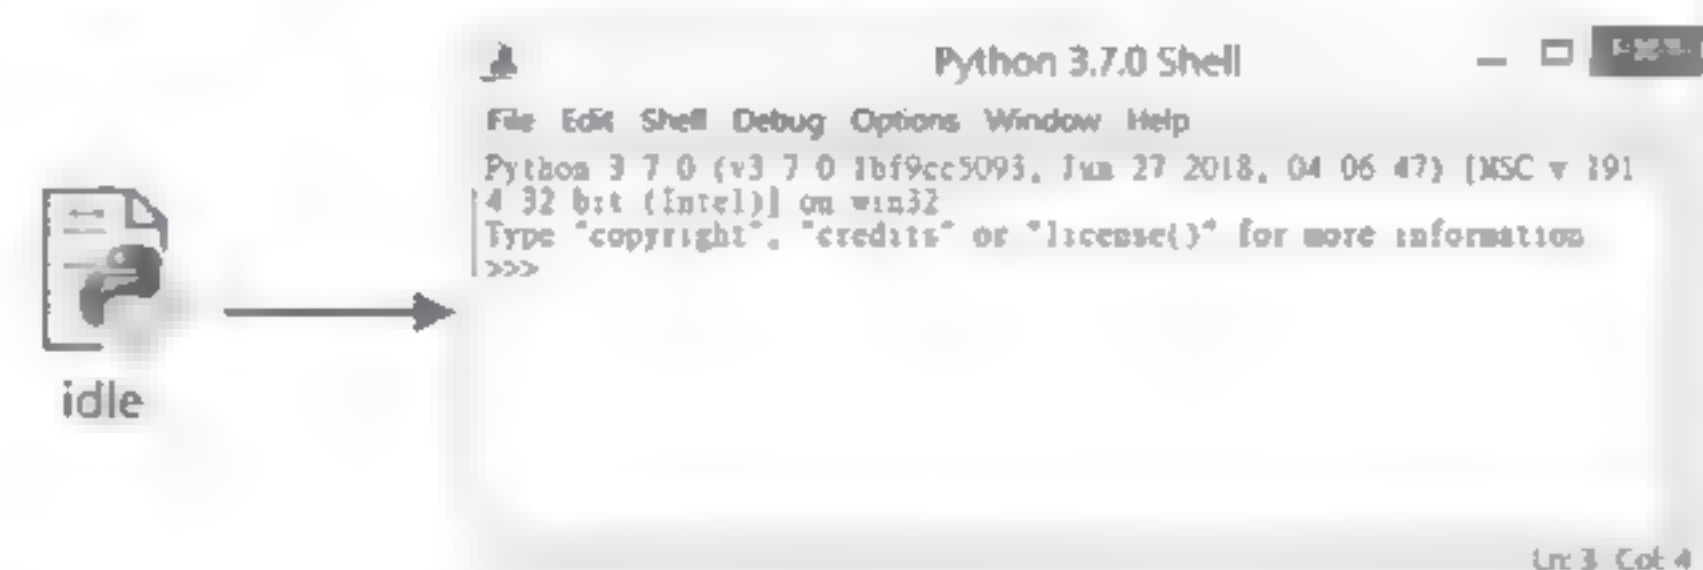 Python 3.7.0 Shell
File Edit Shell Debug Options Window Help
Python 3 7 0 (v3 7 0 1bf9cc5093, Jun 27 2018, 04 06 47) [MSC v 191
4 32 bit (Intel)] on win32
Type "copyright", "credits" or "license()" for more information
>>>
idle
Ln: 3 Col: 4